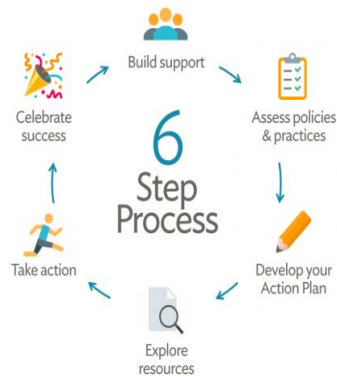 Build support
Assess policies
& practices
Develop your
Action Plan
Explore
resources
Take action
Celebrate
success
6
Step
Process